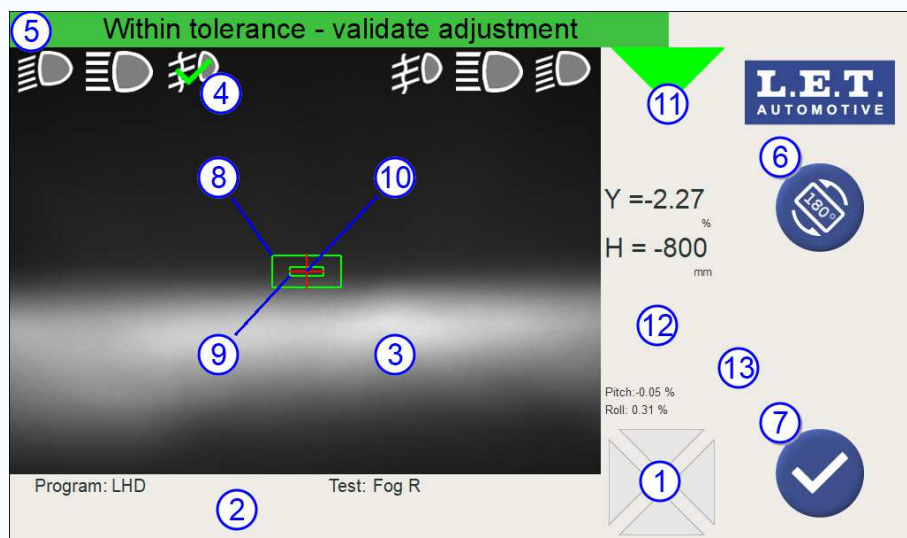 5
Within tolerance - validate adjustment
4
11
L.E.T.
AUTOMOTIVE
6
8
10
Y =-2.27
%
180°
H = -800
mm
9
3
12
13
Pitch:-0.05 %
Roll: 0.31 %
7
1
Program: LHD
Test: Fog R
2